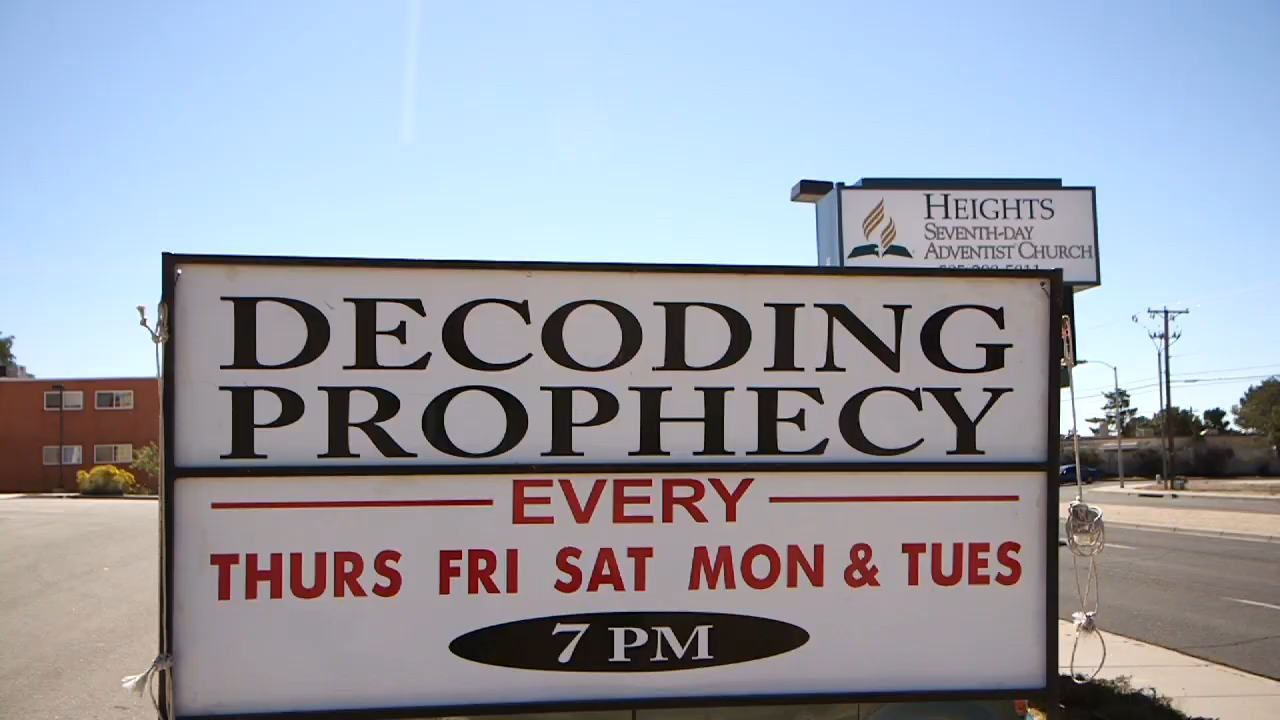 HEIGHTS
SEVENTH-DAY
ADVENTIST CHURCH
DECODING
PROPHECY
EVERY
THURS FRI SAT MON & TUES
7 PM